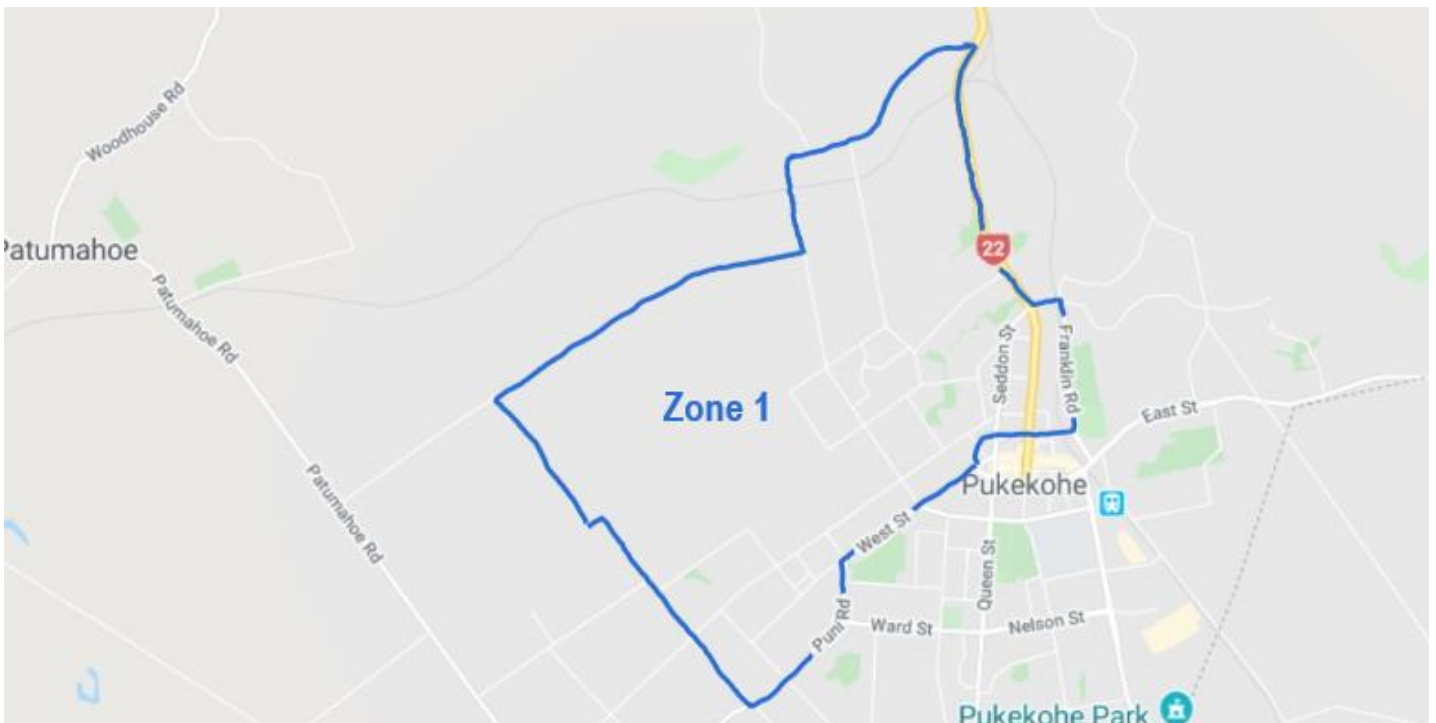 Woodhouse Rd
Patumahoe
Patumahoe Rd
Patumahoe Rd
22
Seddon St
Franklin Rd
Zone 1
East St
Pukekohe
West St
Queen St
Puni Rd
Ward St
Nelson St
Pukekohe Park